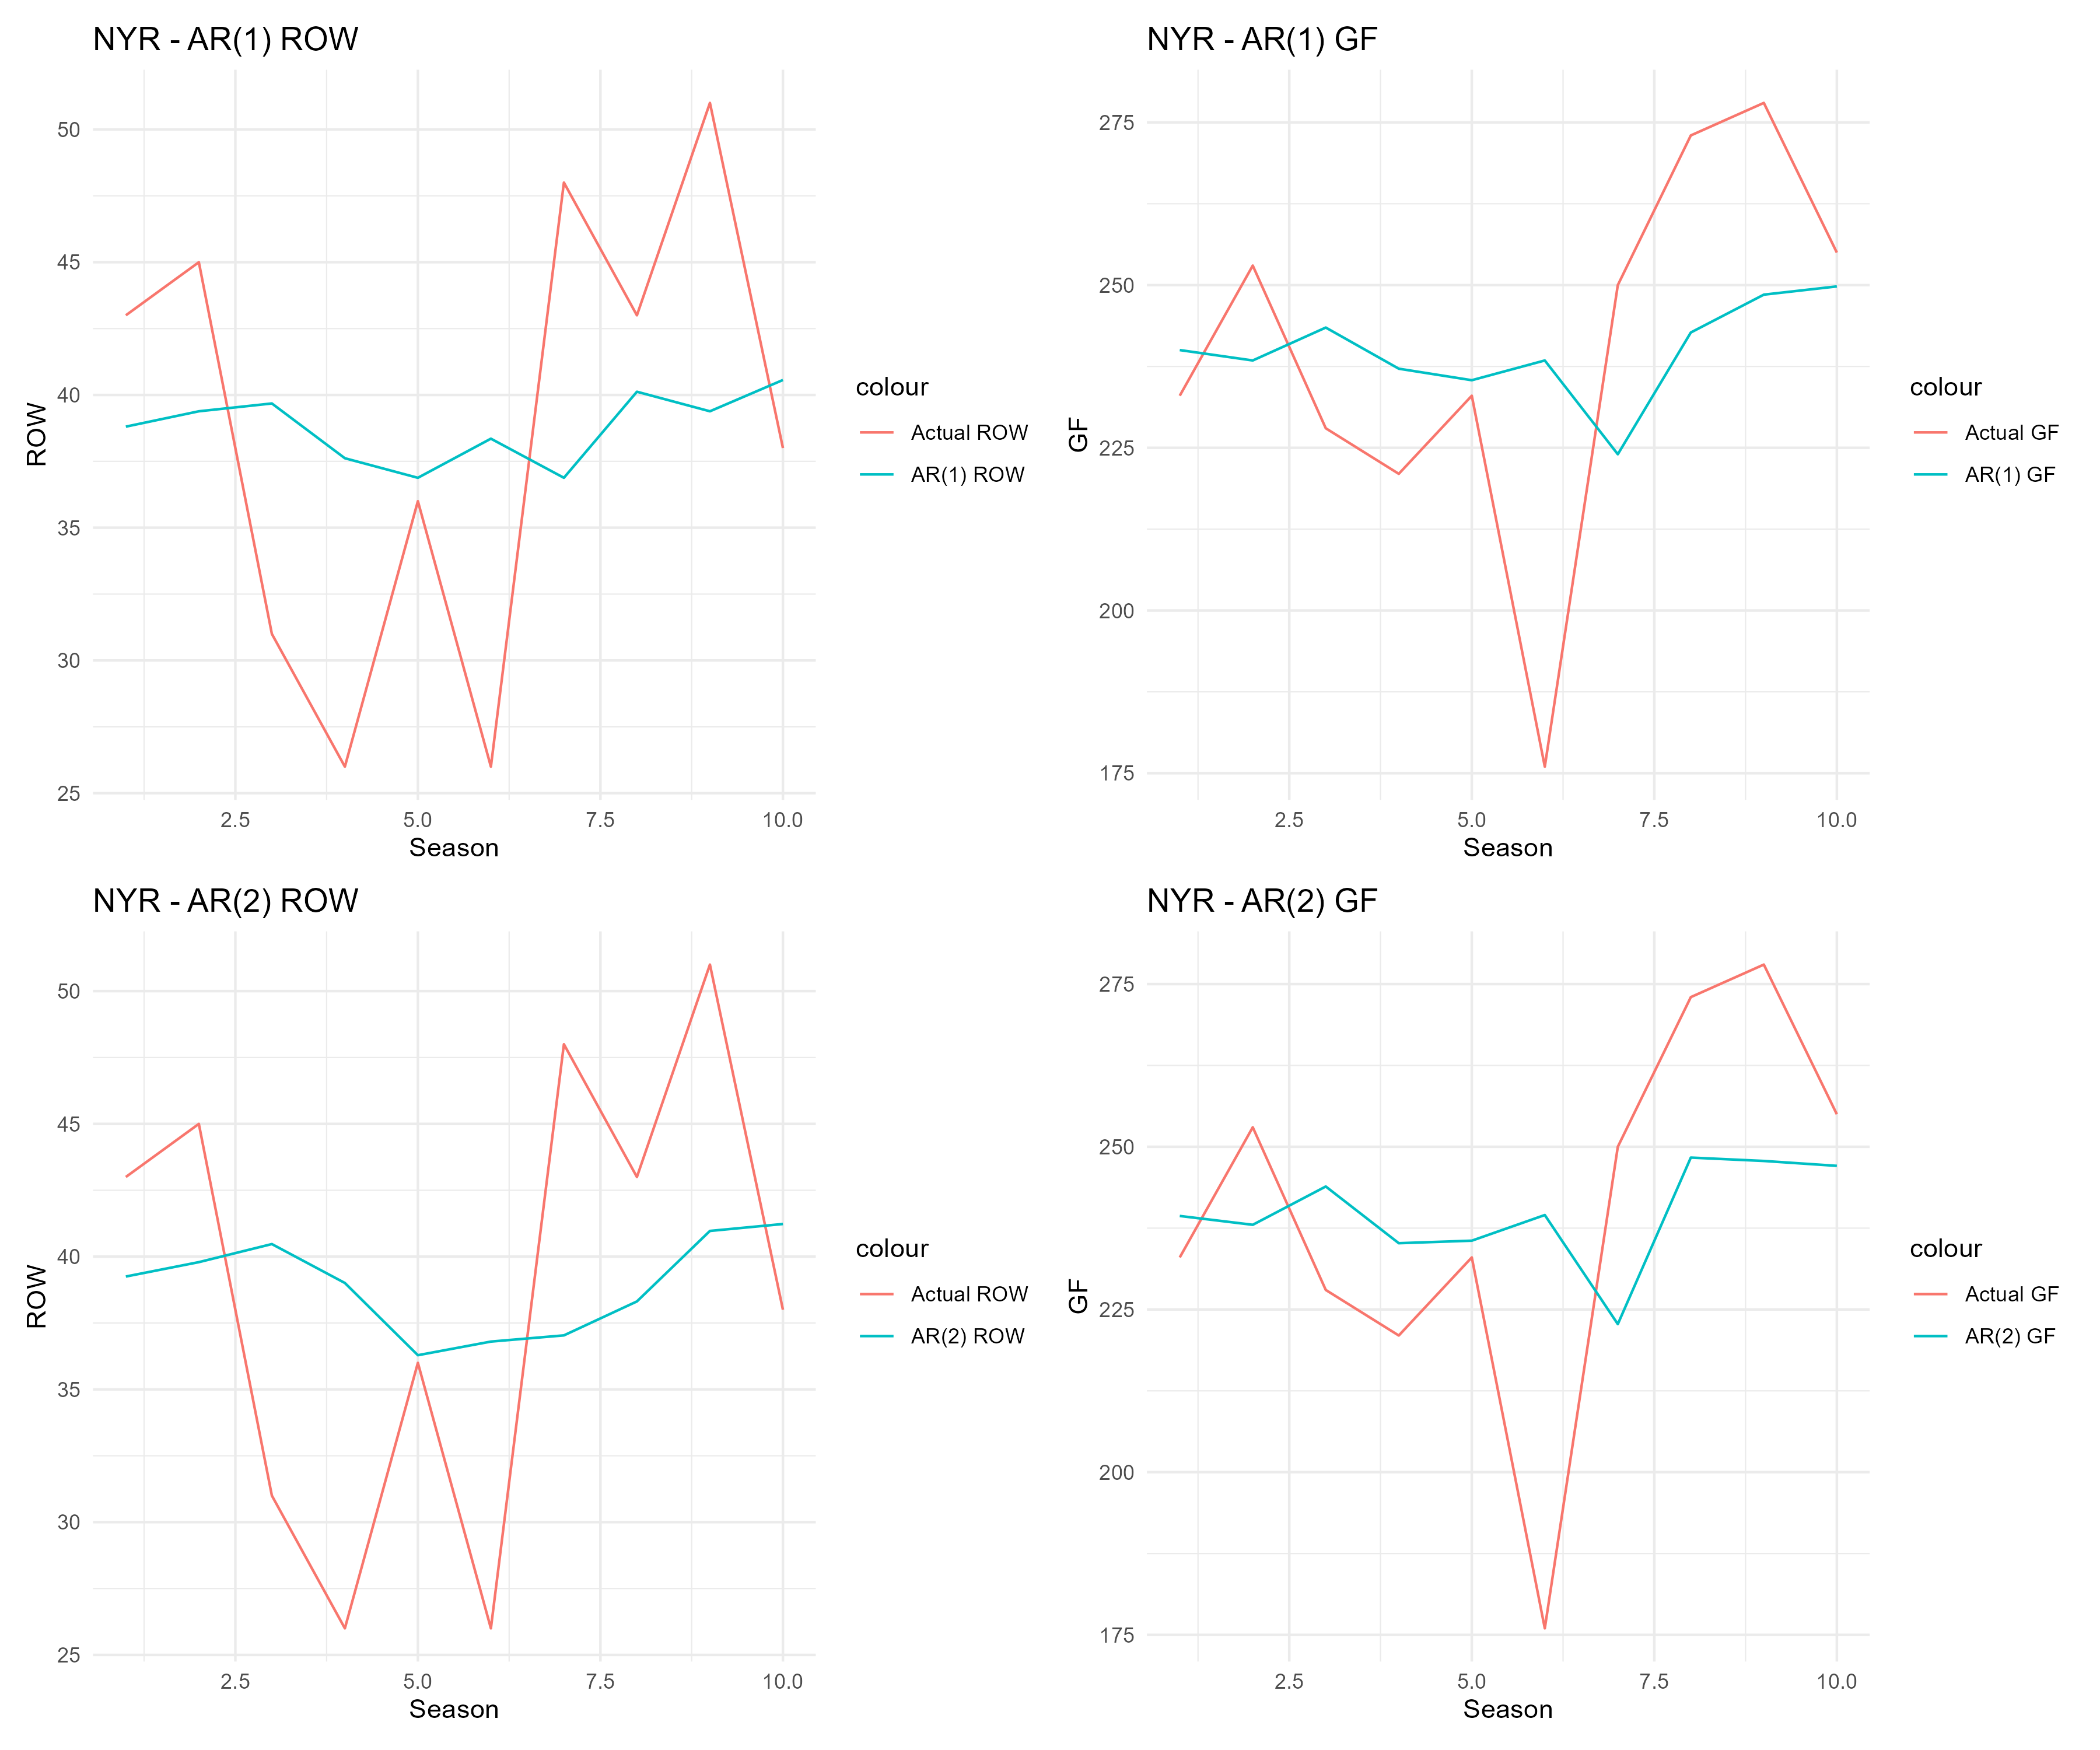 NYR - AR(1) ROW
50
45
40
35
30
25
ROW
2.5 5.0 7.5 10.0
Season
colour
Actual ROW
AR(1) ROW
NYR - AR(1) GF
275
250
225
200
175
GF
2.5 5.0 7.5 10.0
Season
colour
Actual GF
AR(1) GF
NYR - AR(2) ROW
50
45
40
35
30
25
ROW
2.5 5.0 7.5 10.0
Season
colour
Actual ROW
AR(2) ROW
NYR - AR(2) GF
275
250
225
200
175
GF
2.5 5.0 7.5 10.0
Season
colour
Actual GF
AR(2) GF